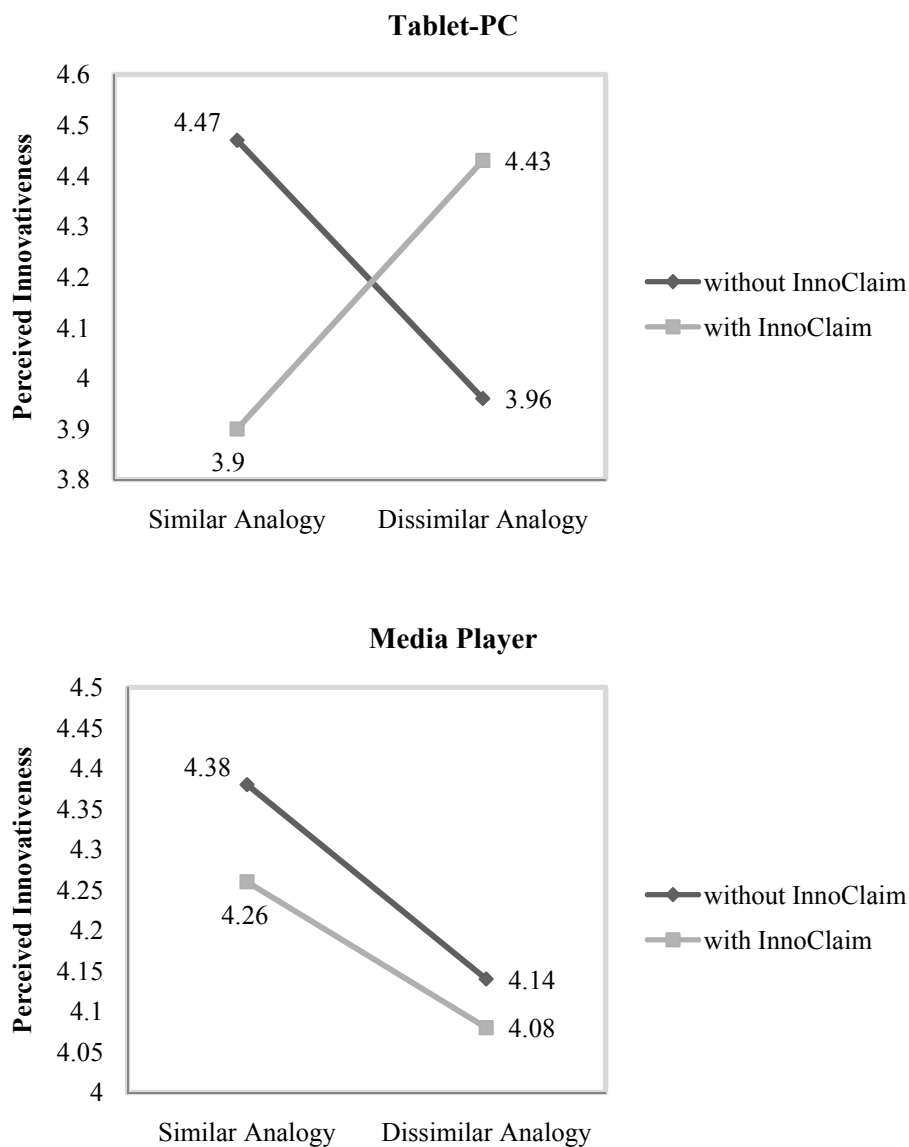 Tablet-PC
4.6
4.5
4.4
4.3
4.2
4.1
4
3.9
3.8
Perceived Innovativeness
4.47
4.43
3.96
3.9
Similar Analogy
Dissimilar Analogy
without InnoClaim
with InnoClaim
Media Player
4.5
4.45
4.4
4.35
4.3
4.25
4.2
4.15
4.1
4.05
4
Perceived Innovativeness
4.38
4.26
4.14
4.08
Similar Analogy
Dissimilar Analogy
without InnoClaim
with InnoClaim